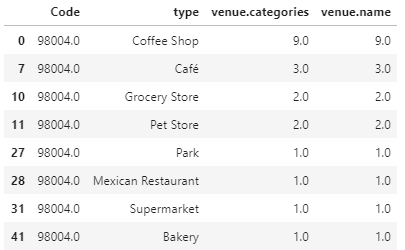 Code type venue.categories venue.name
0 98004.0 Coffee Shop 9.0 9.0
7 98004.0 Café 3.0 3.0
10 98004.0 Grocery Store 2.0 2.0
11 98004.0 Pet Store 2.0 2.0
27 98004.0 Park 1.0 1.0
28 98004.0 Mexican Restaurant 1.0 1.0
31 98004.0 Supermarket 1.0 1.0
41 98004.0 Bakery 1.0 1.0